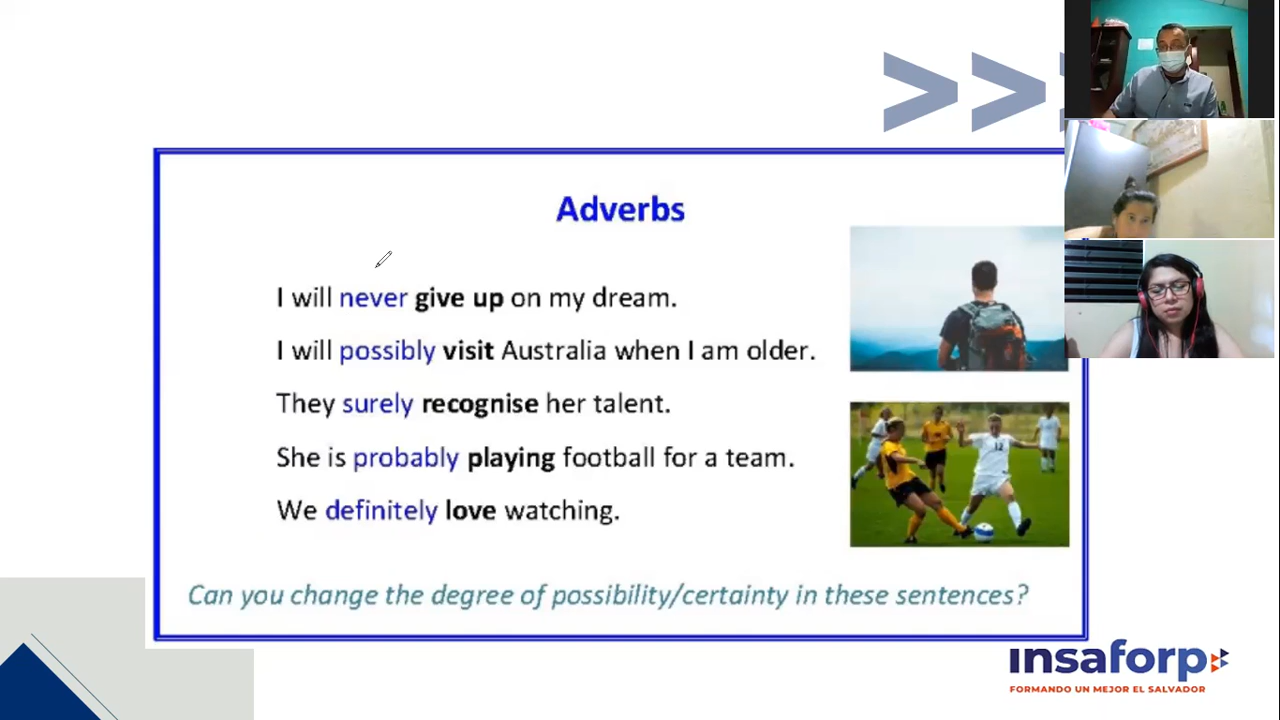 >>>
Adverbs
I will never give up on my dream.
I will possibly visit Australia when I am older.
They surely recognise her talent.
She is probably playing football for a team.
We definitely love watching.
Can you change the degree of possibility/certainty in these sentences?
insaforp
FORMANDO UN MEJOR EL SALVADOR
12